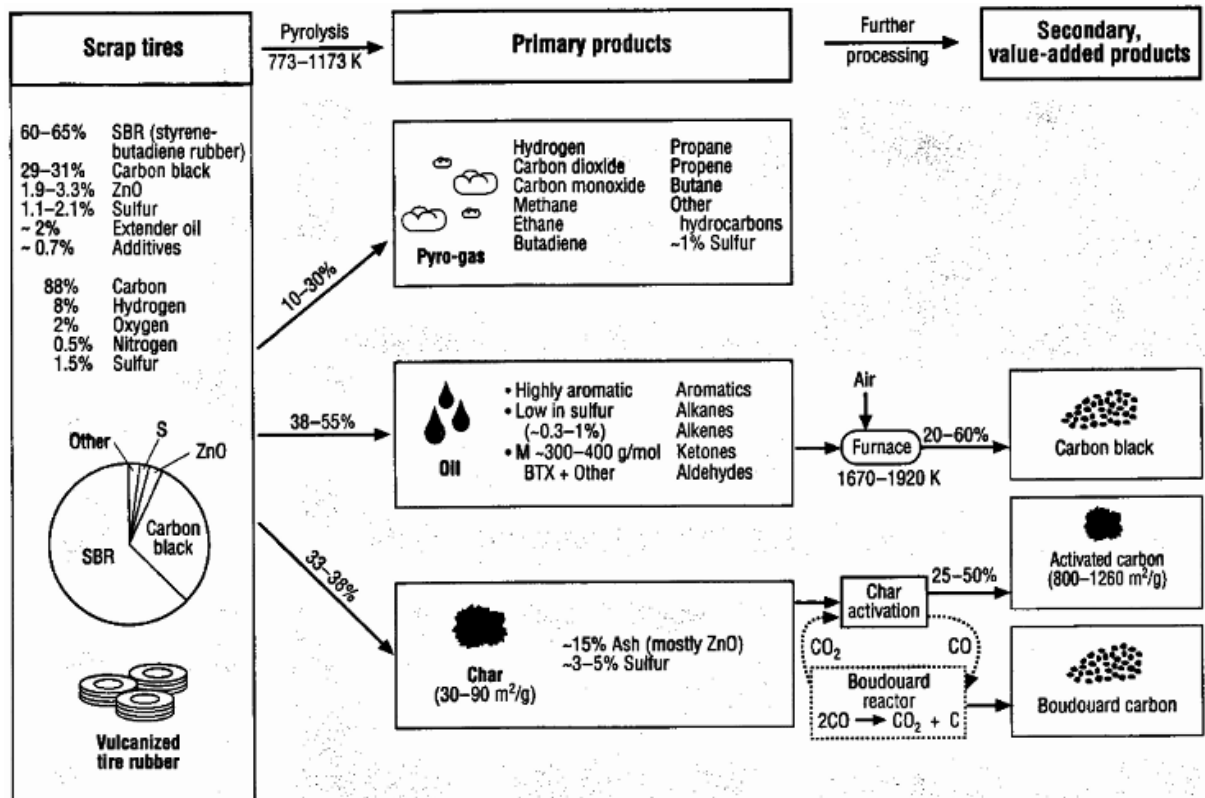 Scrap tires
Pyrolysis
773–1173 K
Primary products
Further
processing
Secondary,
value-added products
60–65% SBR (styrene-
butadiene rubber)
29–31% Carbon black
1.9–3.3% ZnO
1.1–2.1% Sulfur
~ 2% Extender oil
~ 0.7% Additives
88% Carbon
8% Hydrogen
2% Oxygen
0.5% Nitrogen
1.5% Sulfur
Other
S
ZnO
SBR
Carbon
black
Vulcanized
tire rubber
10–30%
Hydrogen Propane
Carbon dioxide Propene
Carbon monoxide Butane
Methane Other
Ethane hydrocarbons
Butadiene ~1% Sulfur
Pyro-gas
38–55%
• Highly aromatic Aromatics
• Low in sulfur Alkanes
(~0.3–1%) Alkenes
• M ~300–400 g/mol Ketones
BTX + Other Aldehydes
Oil
Air
Furnace
1670–1920 K
20–60%
Carbon black
33–38%
~15% Ash (mostly ZnO)
~3–5% Sulfur
Char
(30–90 m²/g)
Char
activation
25–50%
Activated carbon
(800–1260 m²/g)
CO₂
CO
Boudouard
reactor
2CO → CO₂ + C
Boudouard carbon